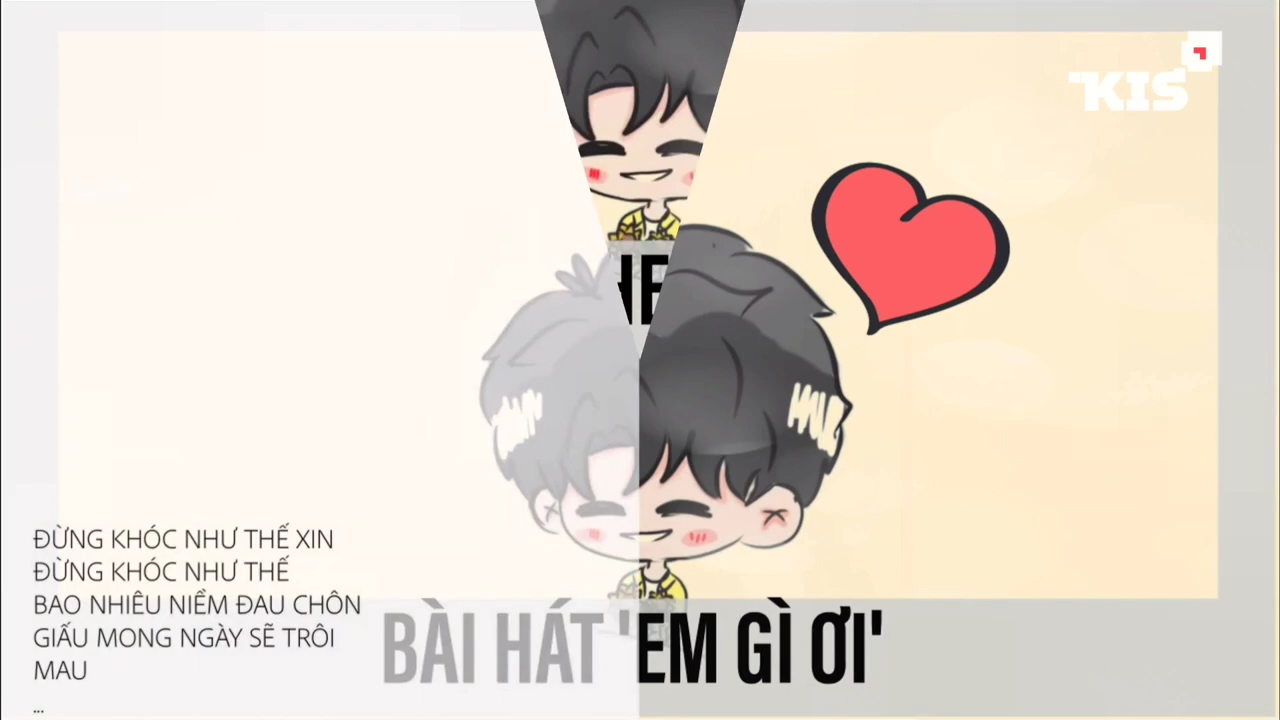 KIS
ĐỪNG KHÓC NHƯ THẾ XIN
ĐỪNG KHÓC NHƯ THẾ
BAO NHIÊU NIỀM ĐAU CHÔN
GIẤU MONG NGÀY SẼ TRÔI
MAU
...
BÀI HÁT 'EM GÌ ƠI'